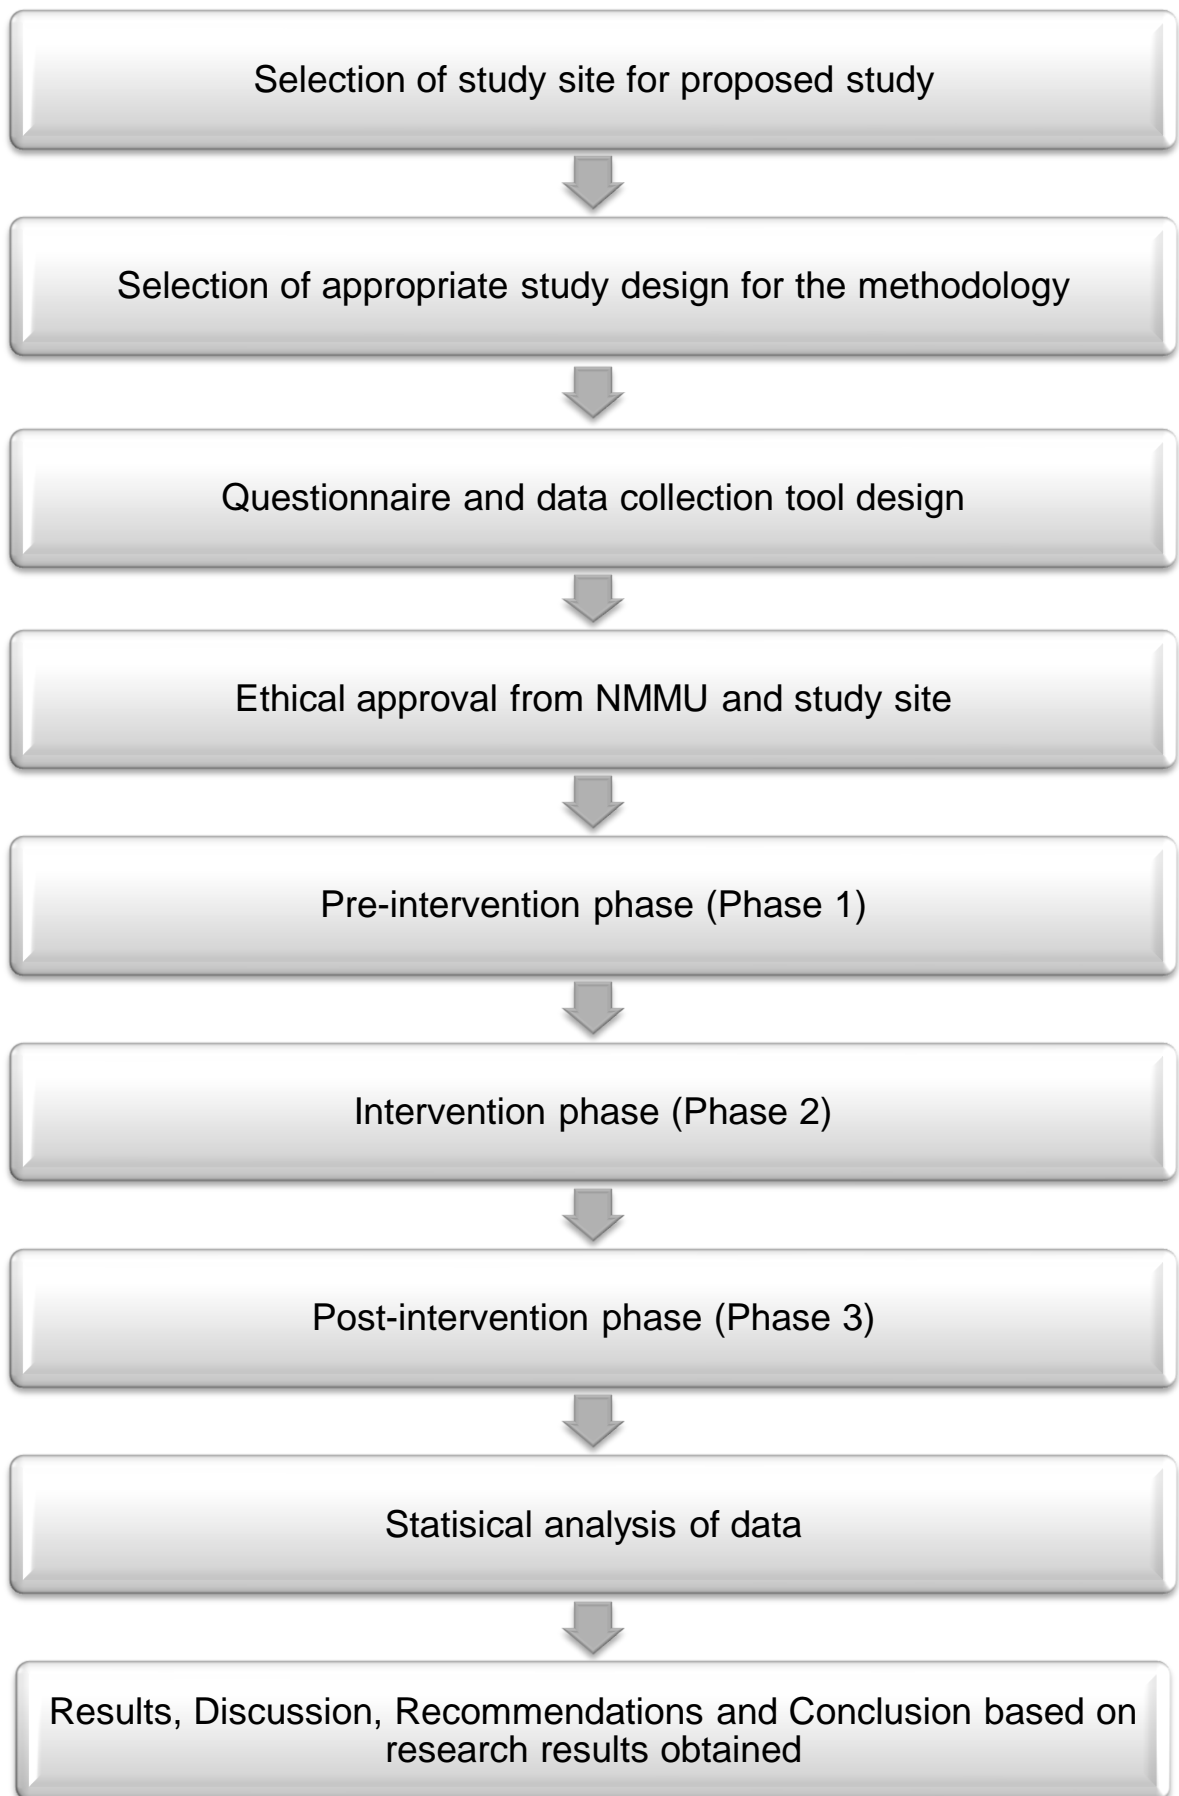 Selection of study site for proposed study
Selection of appropriate study design for the methodology
Questionnaire and data collection tool design
Ethical approval from NMMU and study site
Pre-intervention phase (Phase 1)
Intervention phase (Phase 2)
Post-intervention phase (Phase 3)
Statisical analysis of data
Results, Discussion, Recommendations and Conclusion based on
research results obtained